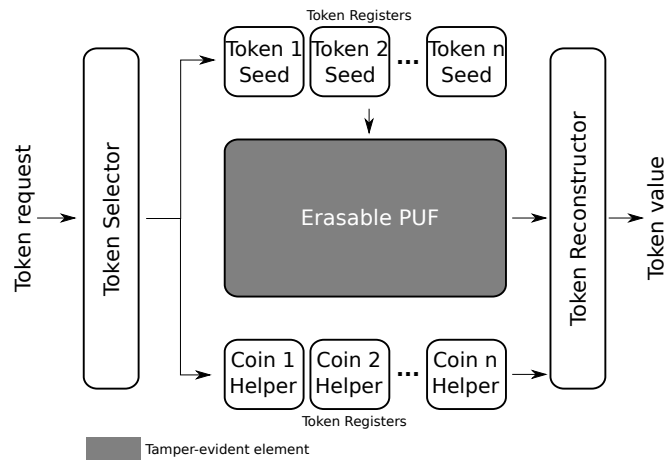 Token Registers
Token 1 Seed
Token 2 Seed
...
Token n Seed
Token request
Token Selector
Erasable PUF
Token Reconstructor
Token value
Coin 1 Helper
Coin 2 Helper
...
Coin n Helper
Token Registers
Tamper-evident element